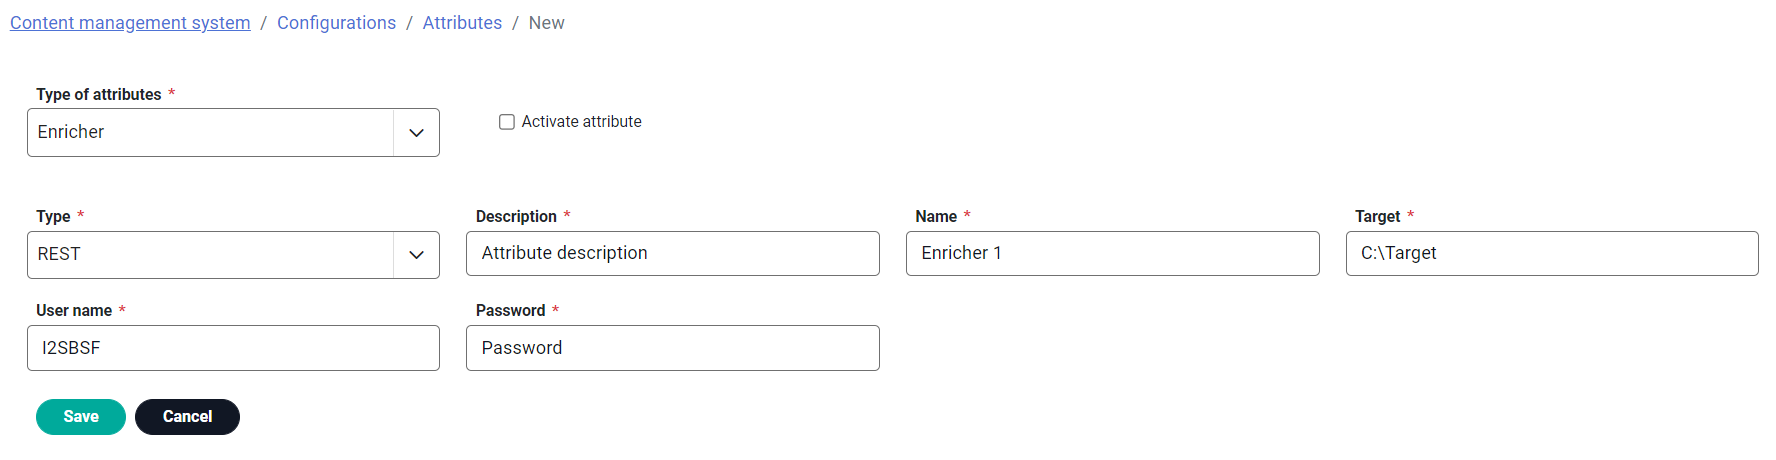 Content management system / Configurations / Attributes / New
Type of attributes *
Enricher
Activate attribute
Type * Description * Name * Target *
REST Attribute description Enricher 1 C:\Target
User name * Password *
I2SBSF Password
Save Cancel